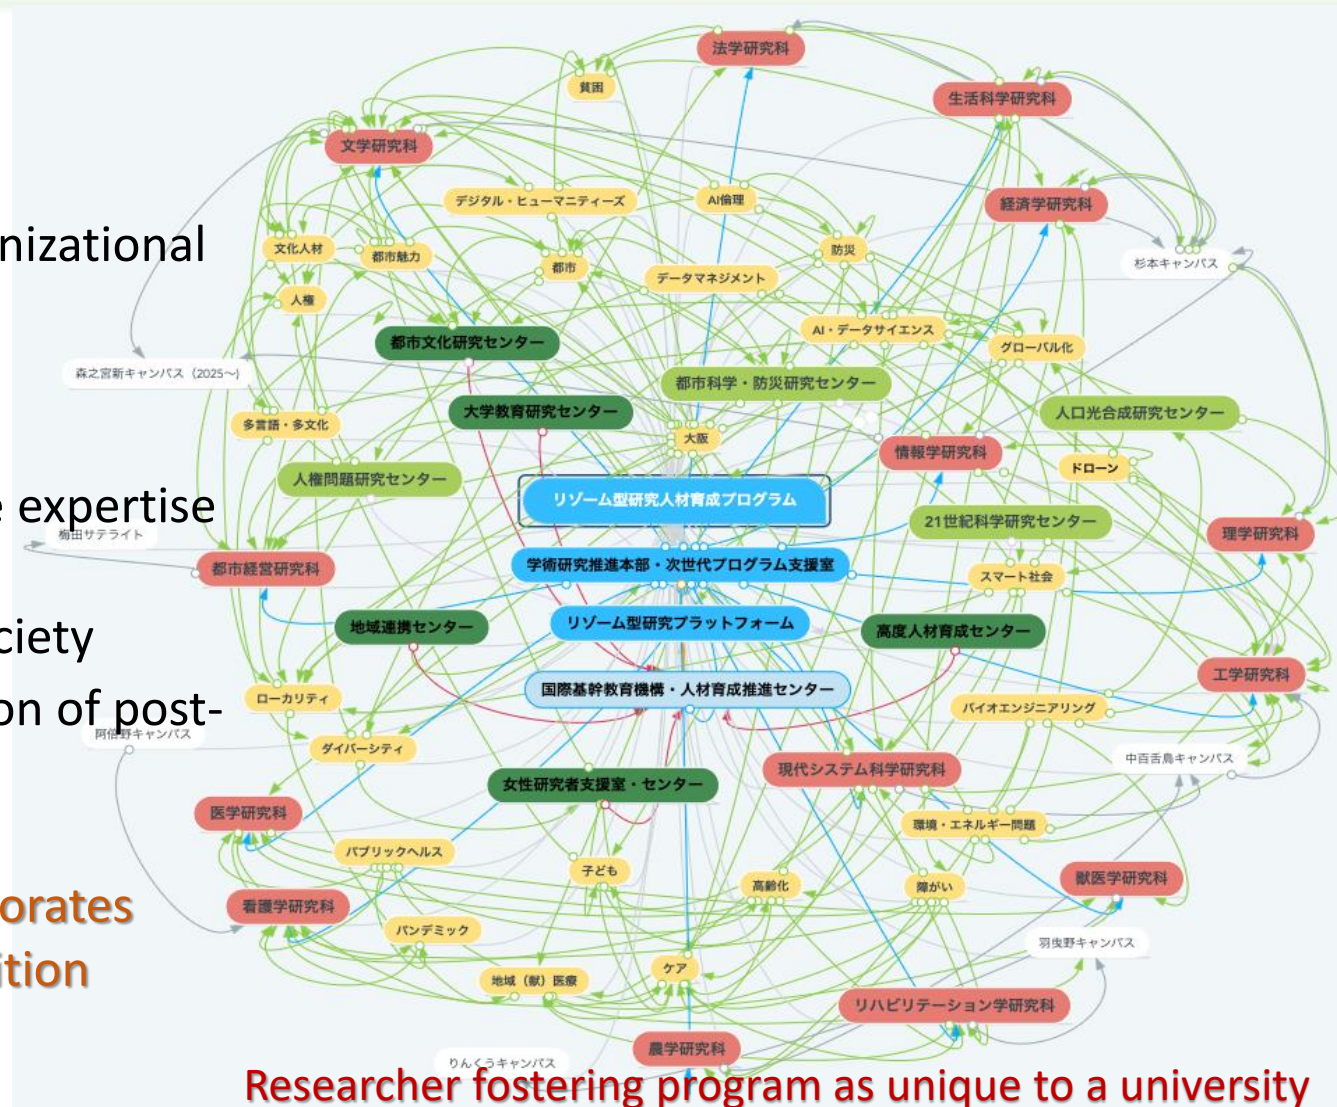 法学研究科
貧困
生活科学研究科
文学研究科
デジタル・ヒューマニティーズ
AI倫理
経済学研究科
nizational
文化人材
都市魅力
都市
防災
データマネジメント
杉本キャンパス
人権
AI・データサイエンス
都市文化研究センター
グローバル化
森之宮新キャンパス（2025～）
都市科学・防災研究センター
大学教育研究センター
人口光合成研究センター
多言語・多文化
大阪
情報学研究科
ドローン
人権問題研究センター
リゾーム型研究人材育成プログラム
e expertise
21世紀科学研究センター
梅田サテライト
理学研究科
都市経営研究科
学術研究推進本部・次世代プログラム支援室
スマート社会
ciety
地域連携センター
リゾーム型研究プラットフォーム
高度人材育成センター
工学研究科
国際基幹教育機構・人材育成推進センター
ローカリティ
バイオエンジニアリング
on of post-
阿倍野キャンパス
ダイバーシティ
中百舌鳥キャンパス
現代システム科学研究科
女性研究者支援室・センター
医学研究科
環境・エネルギー問題
パブリックヘルス
子ども
高齢化
障がい
獣医学研究科
orates
看護学研究科
パンデミック
羽曳野キャンパス
ition
地域（獣）医療
ケア
リハビリテーション学研究科
農学研究科
りんくうキャンパス
Researcher fostering program as unique to a university